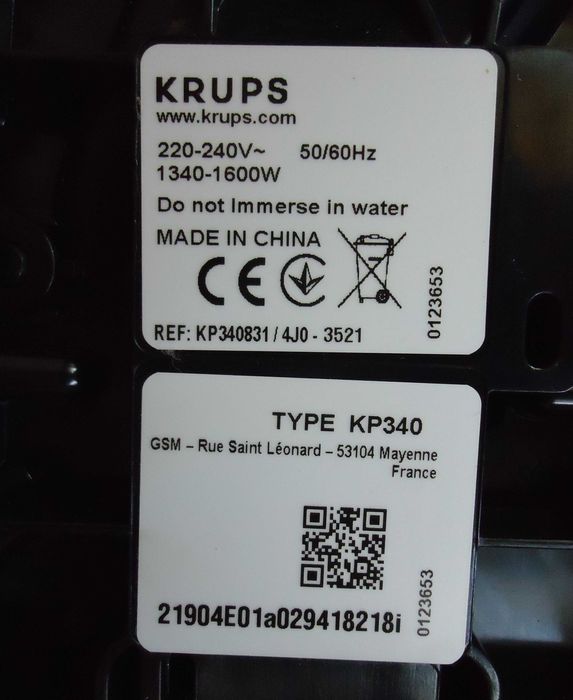 KRUPS
www.krups.com
220-240V~ 50/60Hz
1340-1600W
Do not Immerse in water
MADE IN CHINA
CE
0123653
REF: KP340831 / 4J0 - 3521
TYPE KP340
GSM – Rue Saint Léonard – 53104 Mayenne
France
0123653
21904E01a029418218i